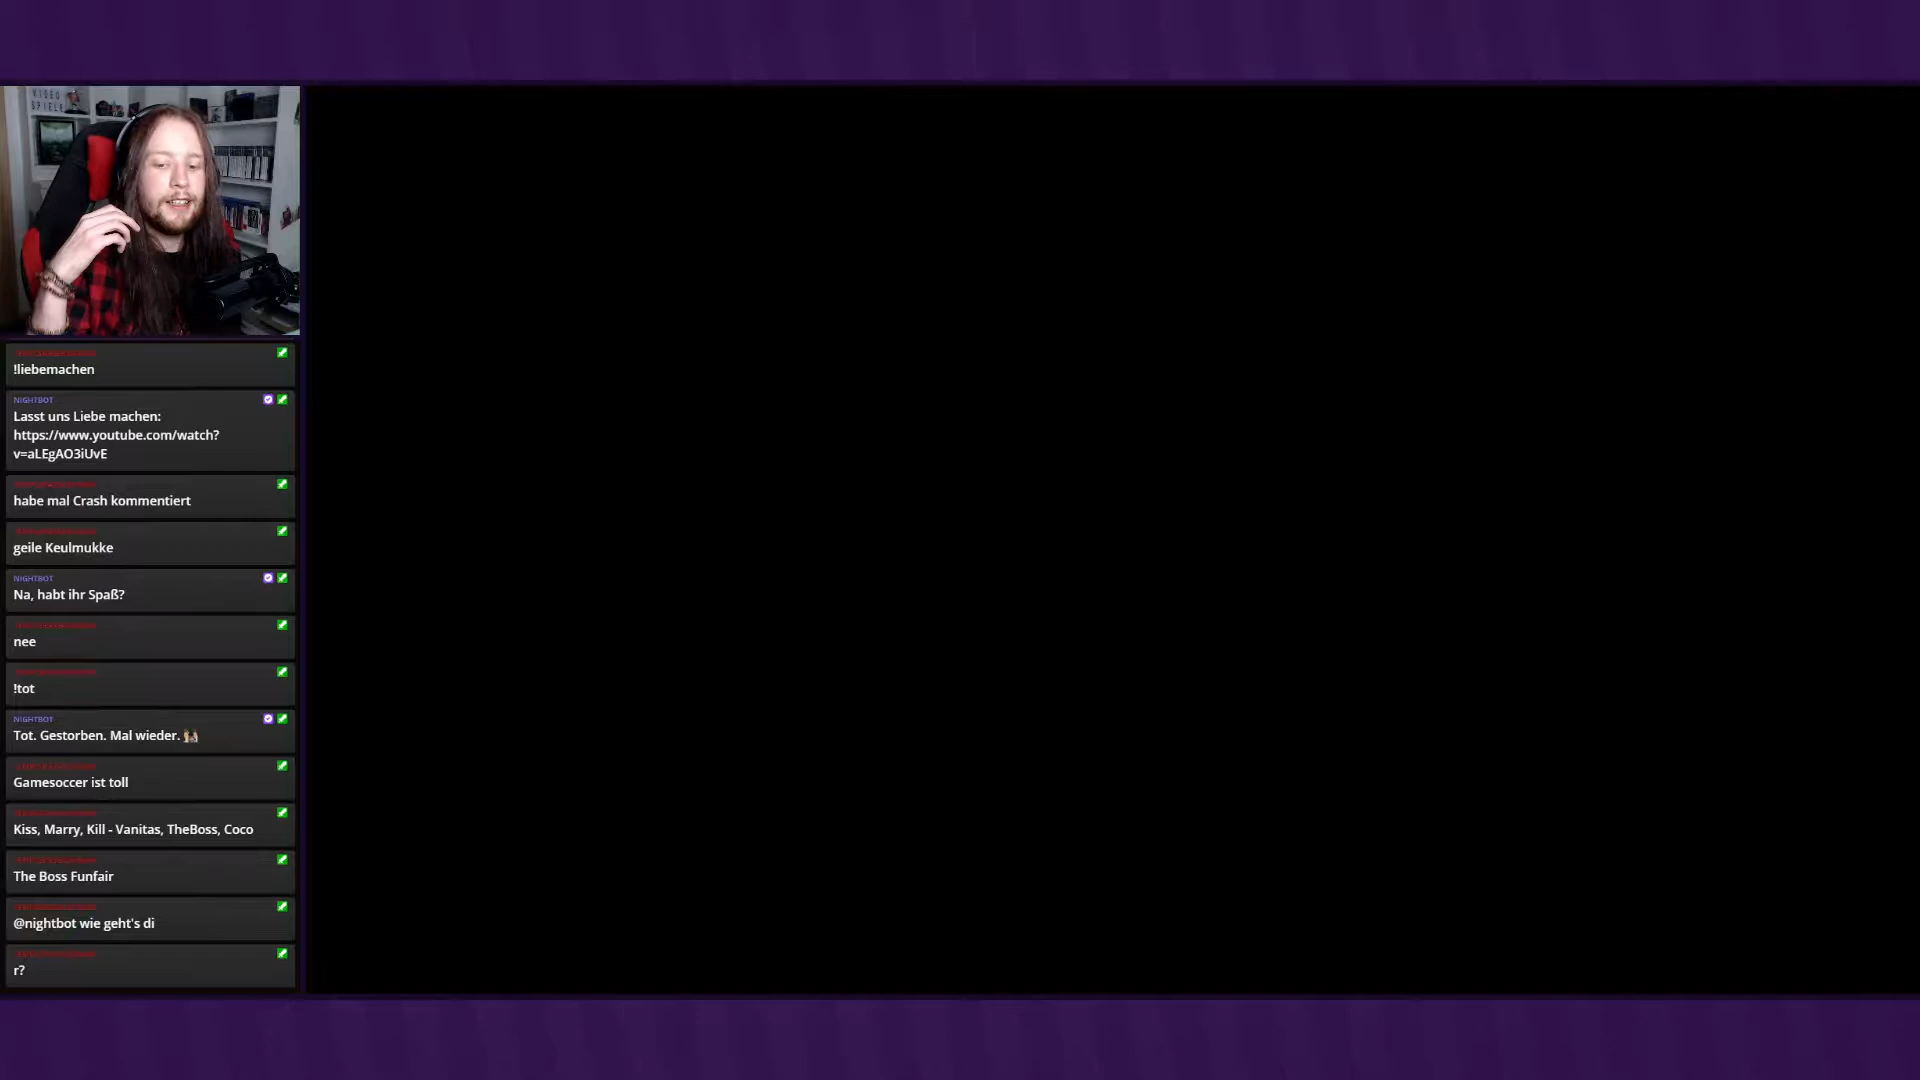 VIDEO
SPIELE
!liebemachen
NIGHTBOT
Lasst uns Liebe machen:
https://www.youtube.com/watch?
v=aLEgAO3iUvE
habe mal Crash kommentiert
geile Keulmukke
NIGHTBOT
Na, habt ihr Spaß?
nee
!tot
NIGHTBOT
Tot. Gestorben. Mal wieder.
Gamesoccer ist toll
Kiss, Marry, Kill - Vanitas, TheBoss, Coco
The Boss Funfair
@nightbot wie geht's di
r?